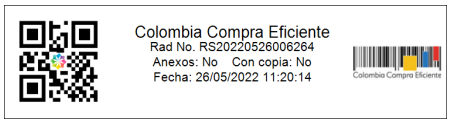 Colombia Compra Eficiente
Rad No. RS20220526006264
Anexos: No Con copia: No
Fecha: 26/05/2022 11:20:14
Colombia Compra Eficiente